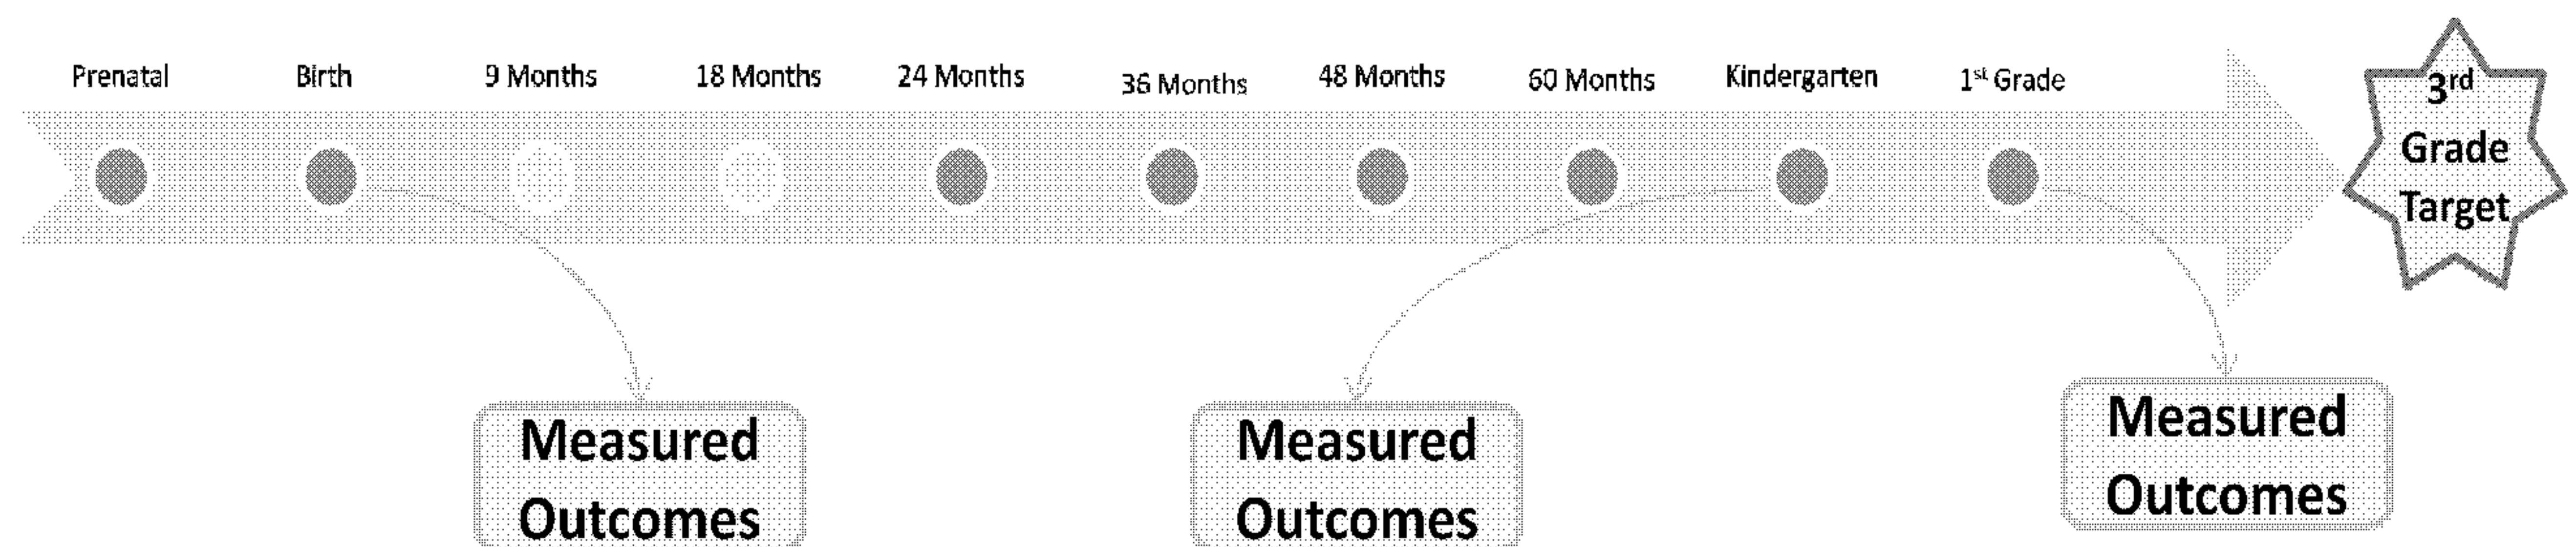 Prenatal
Birth
9 Months
18 Months
24 Months
36 Months
48 Months
60 Months
Kindergarten
1st Grade
3rd
Grade
Target
Measured
Outcomes
Measured
Outcomes
Measured
Outcomes